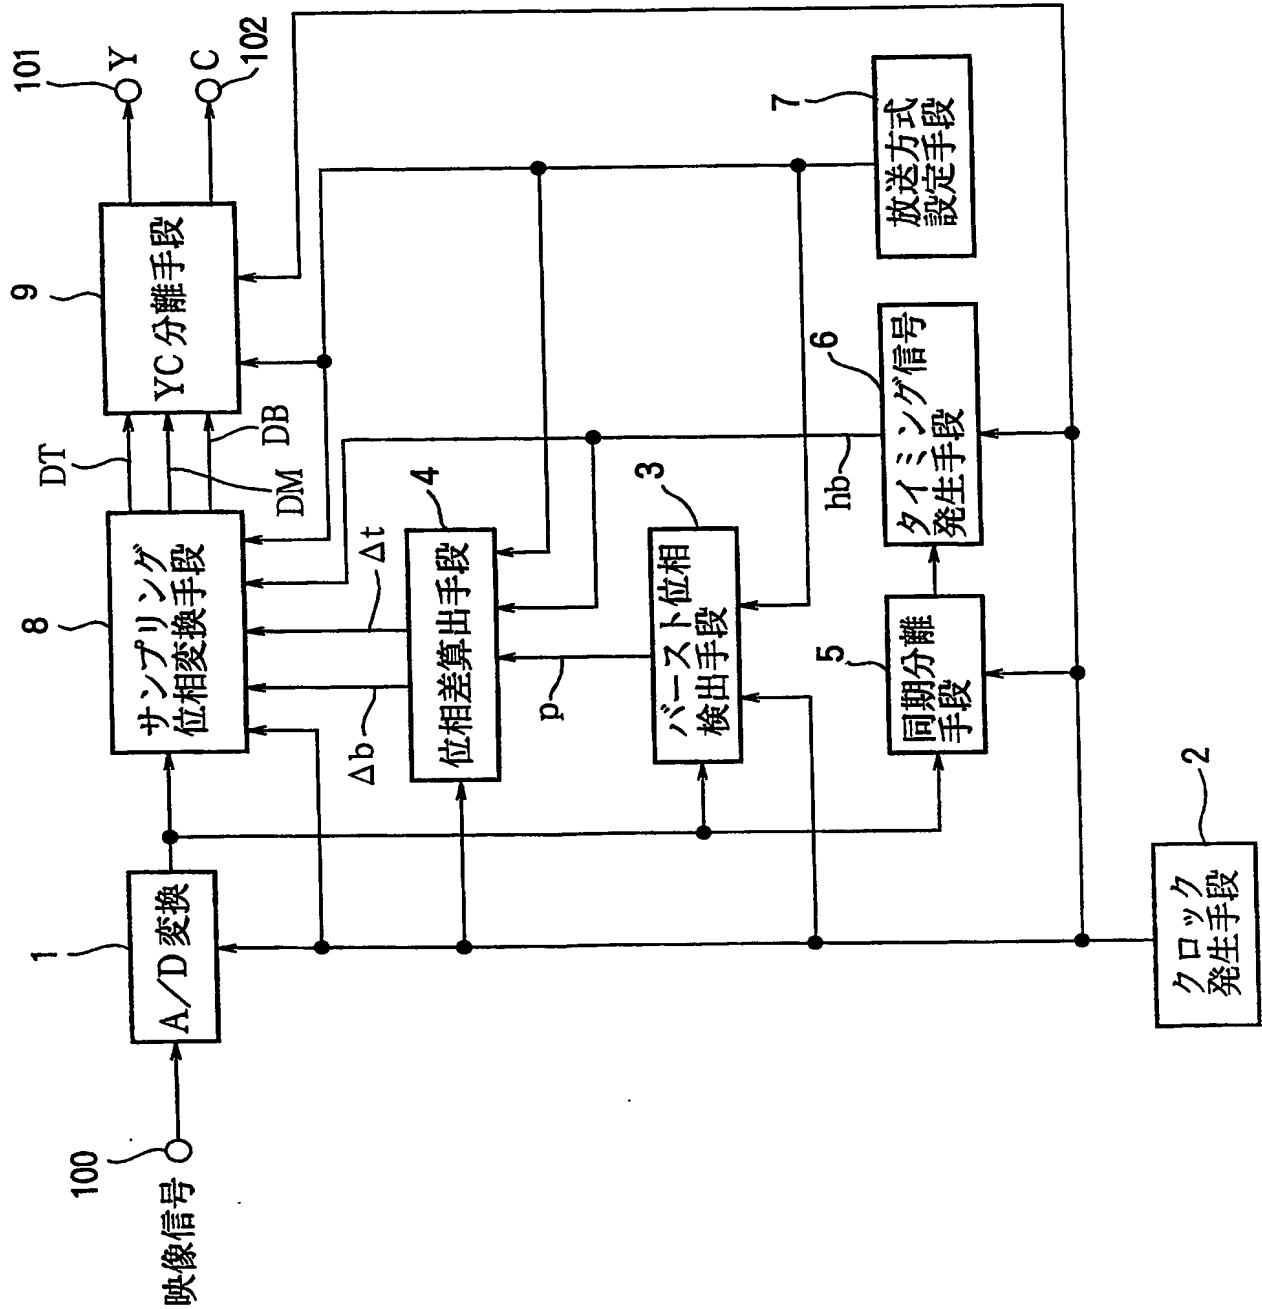 映像信号
100
1
A/D変換
8
サンプリング
位相変換手段
DT
DM
DB
9
YC分離手段
101
Y
C
102
Δb
Δt
4
位相差算出手段
p
3
バースト位相
検出手段
hb
5
同期分離
手段
6
タイミング信号
発生手段
7
放送方式
設定手段
2
クロック
発生手段